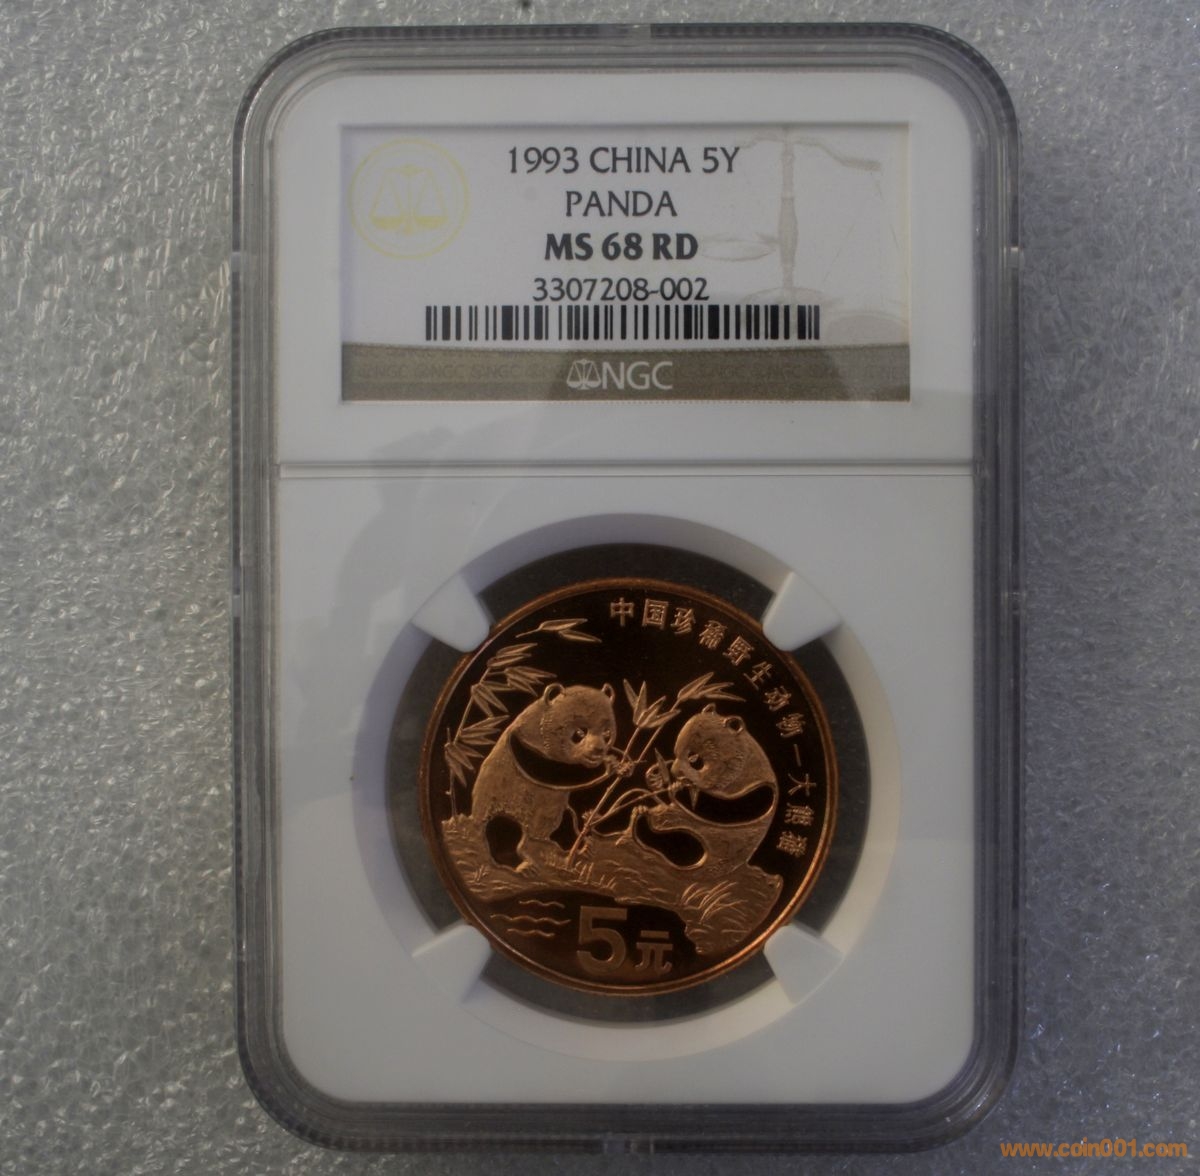 1993 CHINA 5Y
PANDA
MS 68 RD
3307208-002
NGC
中国珍稀野生动物—大熊猫
5元
www.coin001.com